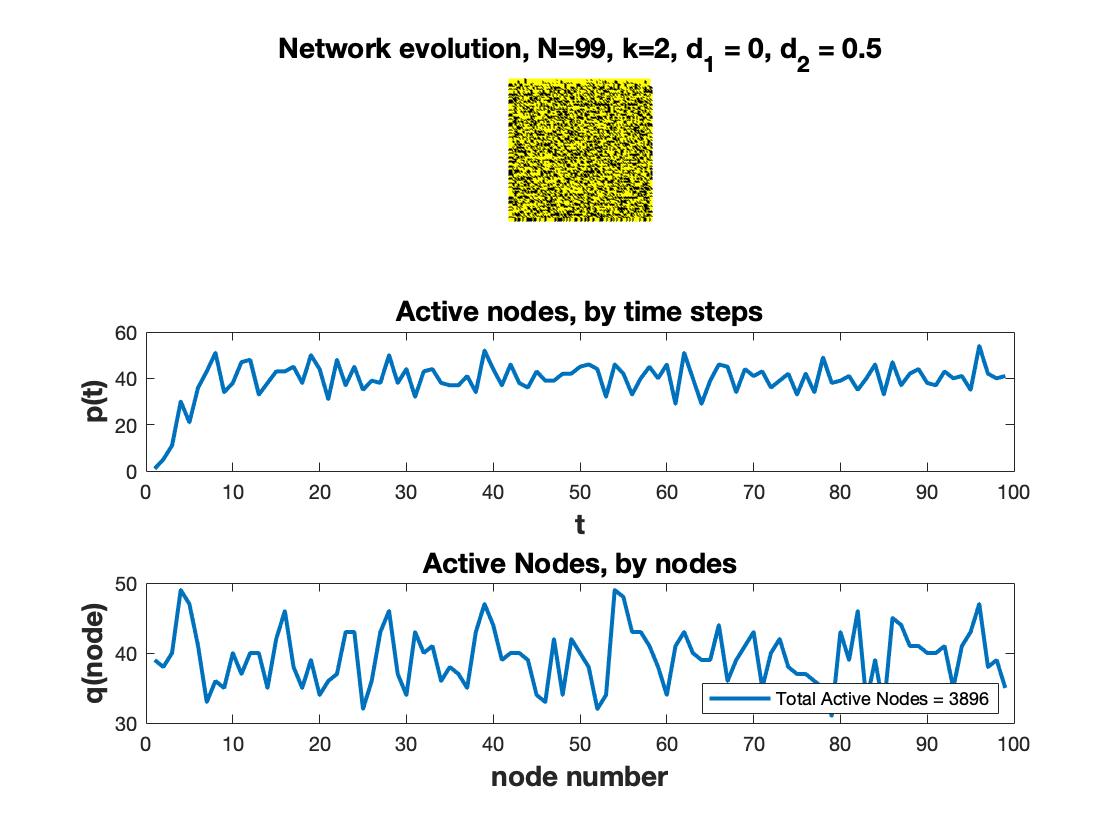 Network evolution, N=99, k=2, d1 = 0, d2 = 0.5
Active nodes, by time steps
60
40
20
0
p(t)
0 10 20 30 40 50 60 70 80 90 100
t
Active Nodes, by nodes
50
40
30
q(node)
Total Active Nodes = 3896
0 10 20 30 40 50 60 70 80 90 100
node number